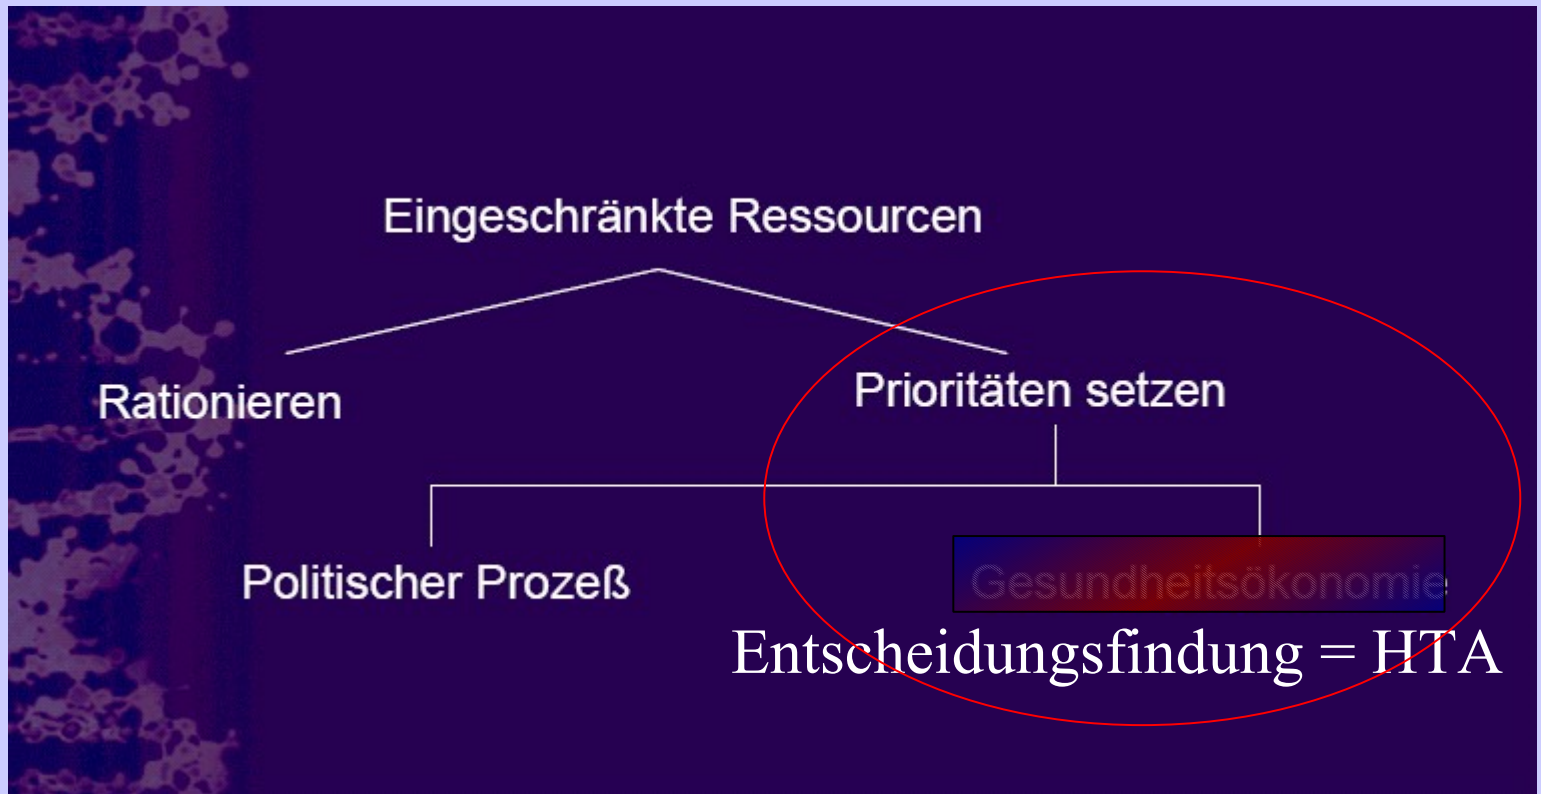 Eingeschränkte Ressourcen
Rationieren
Prioritäten setzen
Politischer Prozeß
Gesundheitsökonomie
Entscheidungsfindung = HTA